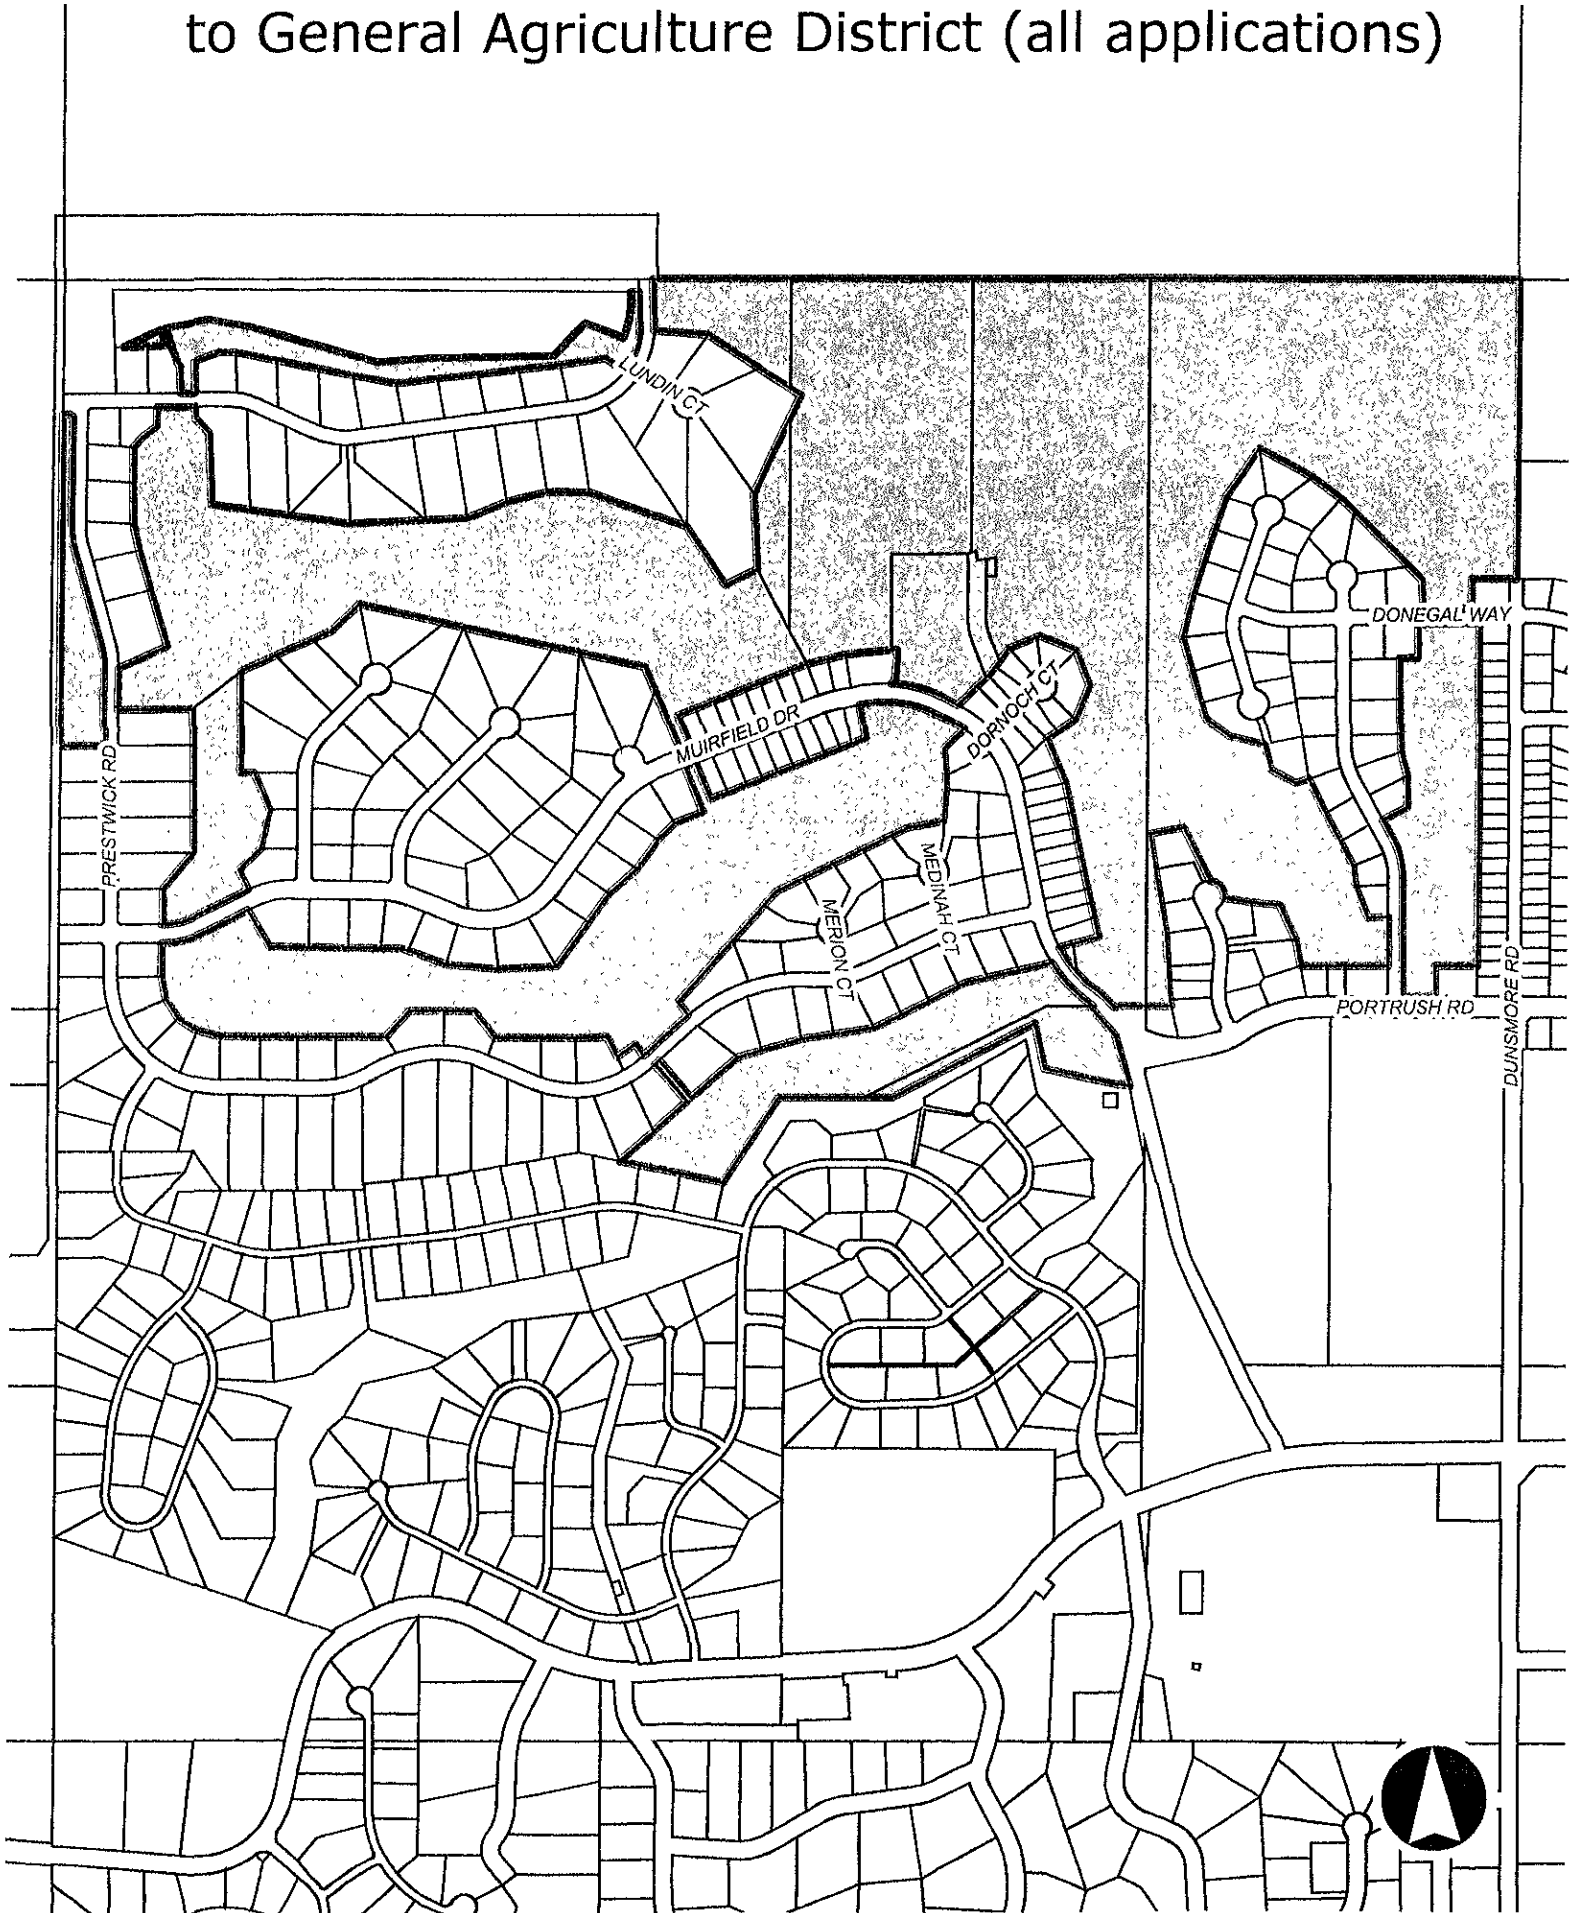 to General Agriculture District (all applications)
LUNDIN CT
DONEGAL WAY
DORNOCH CT
MUIRFIELD DR
PRESTWICK RD
MEDINAH CT
MERION CT
PORTRUSH RD
DUNSMORE RD